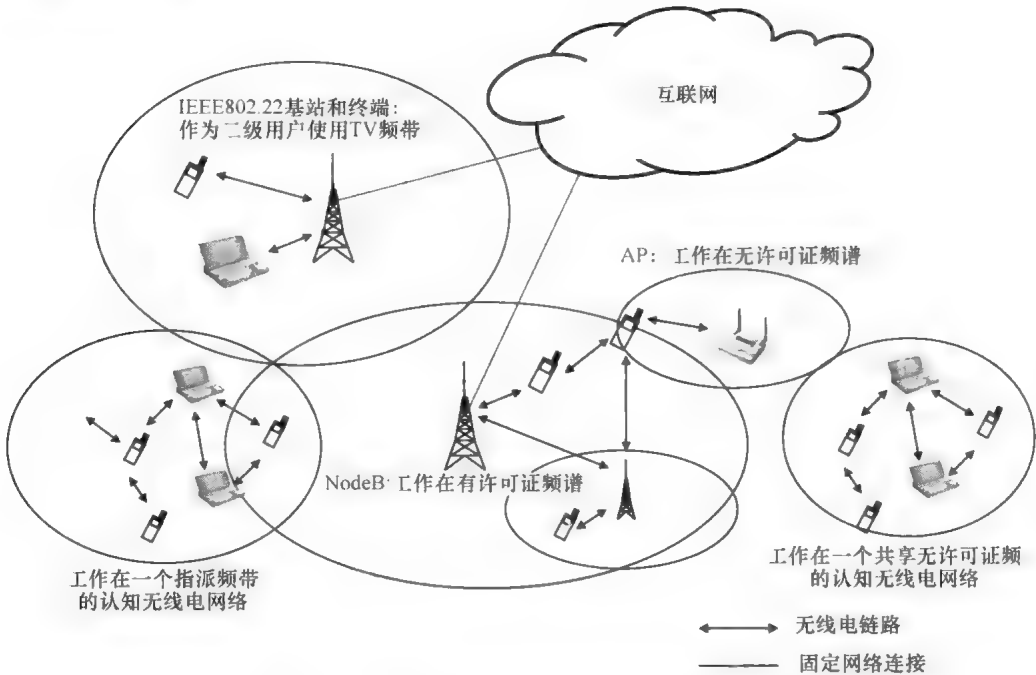 互联网
IEEE802.22基站和终端:
作为二级用户使用TV频带
AP: 工作在无许可证频谱
NodeB: 工作在有许可证频谱
工作在一个指派频带
的认知无线电网络
工作在一个共享无许可证频
的认知无线电网络
无线电链路
固定网络连接